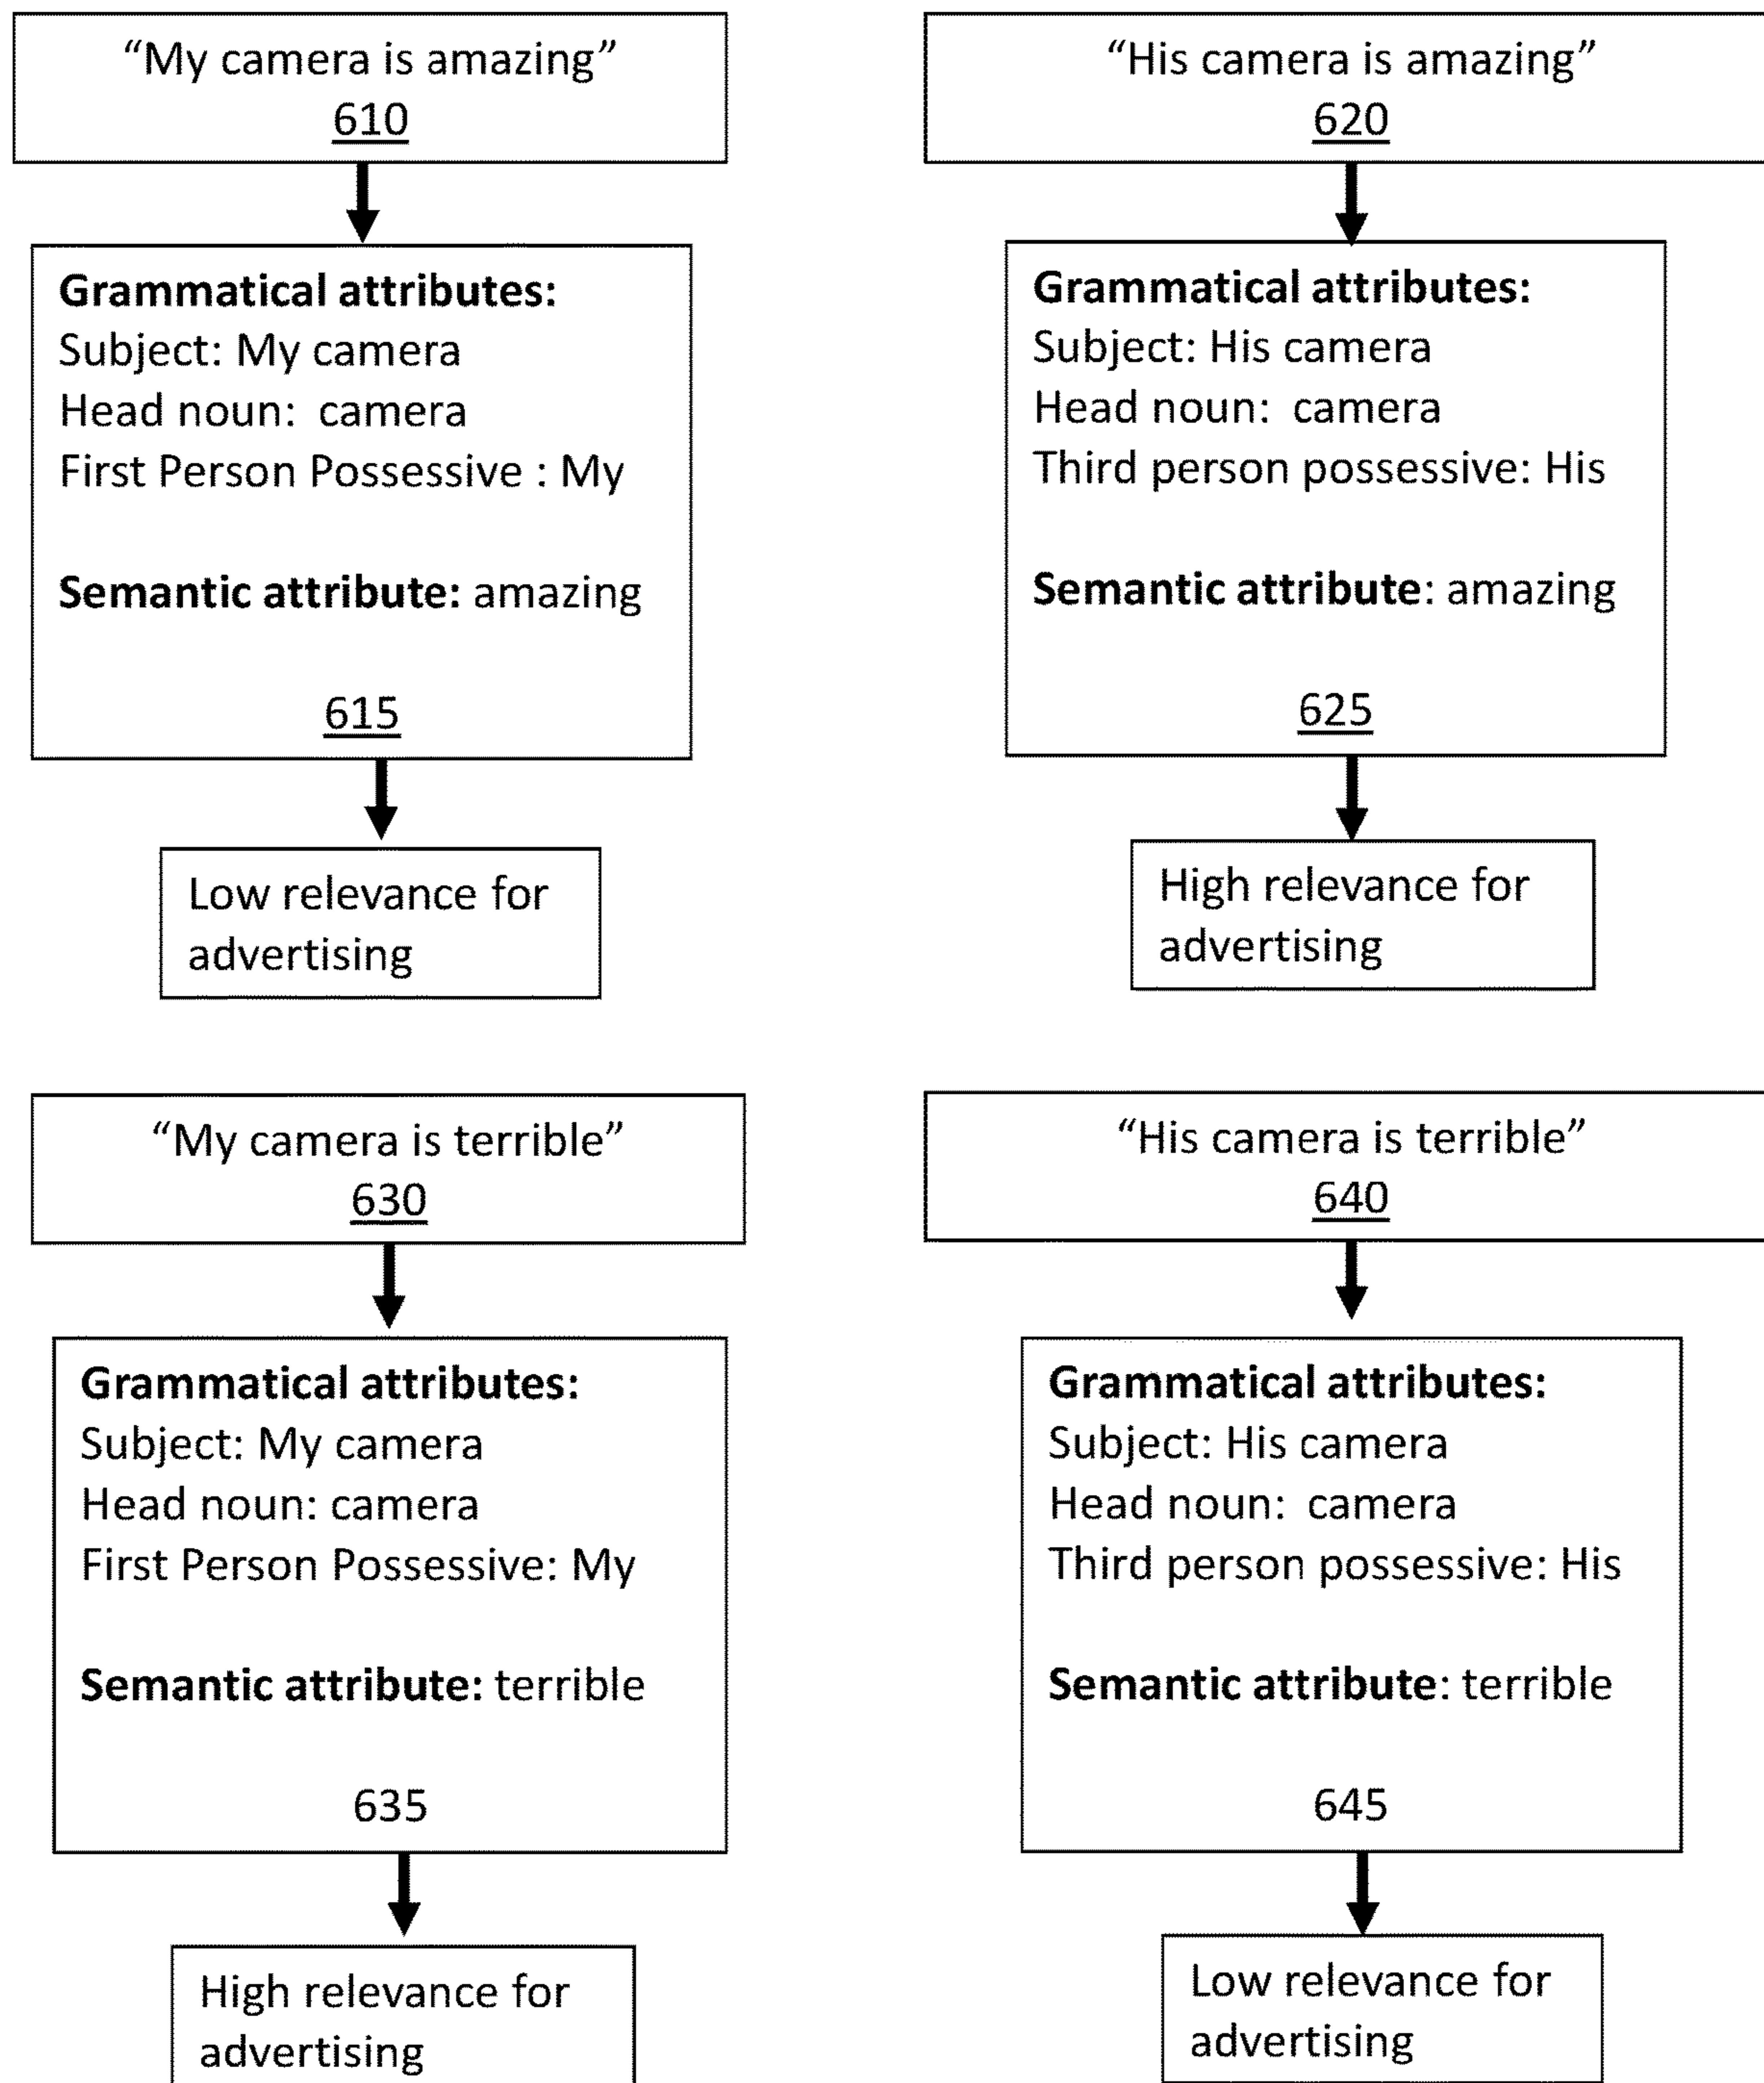 “My camera is amazing”
610
Grammatical attributes:
Subject: My camera
Head noun:  camera
First Person Possessive : My
Semantic attribute: amazing
615
Low relevance for
advertising
“His camera is amazing”
620
Grammatical attributes:
Subject: His camera
Head noun:  camera
Third person possessive: His
Semantic attribute: amazing
625
High relevance for
advertising
“My camera is terrible”
630
Grammatical attributes:
Subject: My camera
Head noun: camera
First Person Possessive: My
Semantic attribute: terrible
635
High relevance for
advertising
“His camera is terrible”
640
Grammatical attributes:
Subject: His camera
Head noun:  camera
Third person possessive: His
Semantic attribute: terrible
645
Low relevance for
advertising